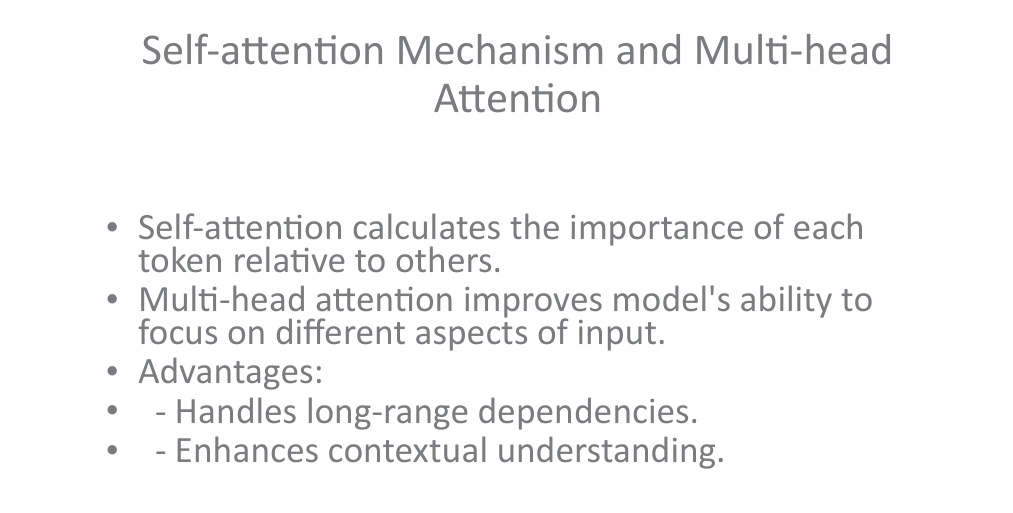 Self-attention Mechanism and Multi-head
Attention
• Self-attention calculates the importance of each
token relative to others.
• Multi-head attention improves model's ability to
focus on different aspects of input.
• Advantages:
• - Handles long-range dependencies.
• - Enhances contextual understanding.